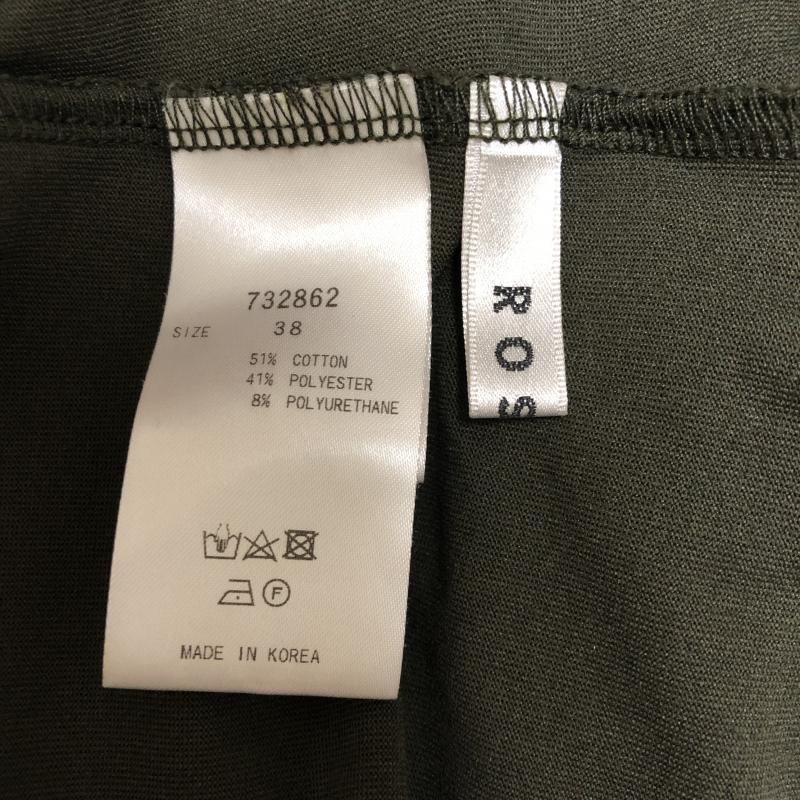 732862
SIZE 38
51% COTTON
41% POLYESTER
8% POLYURETHANE
F
MADE IN KOREA
ROS